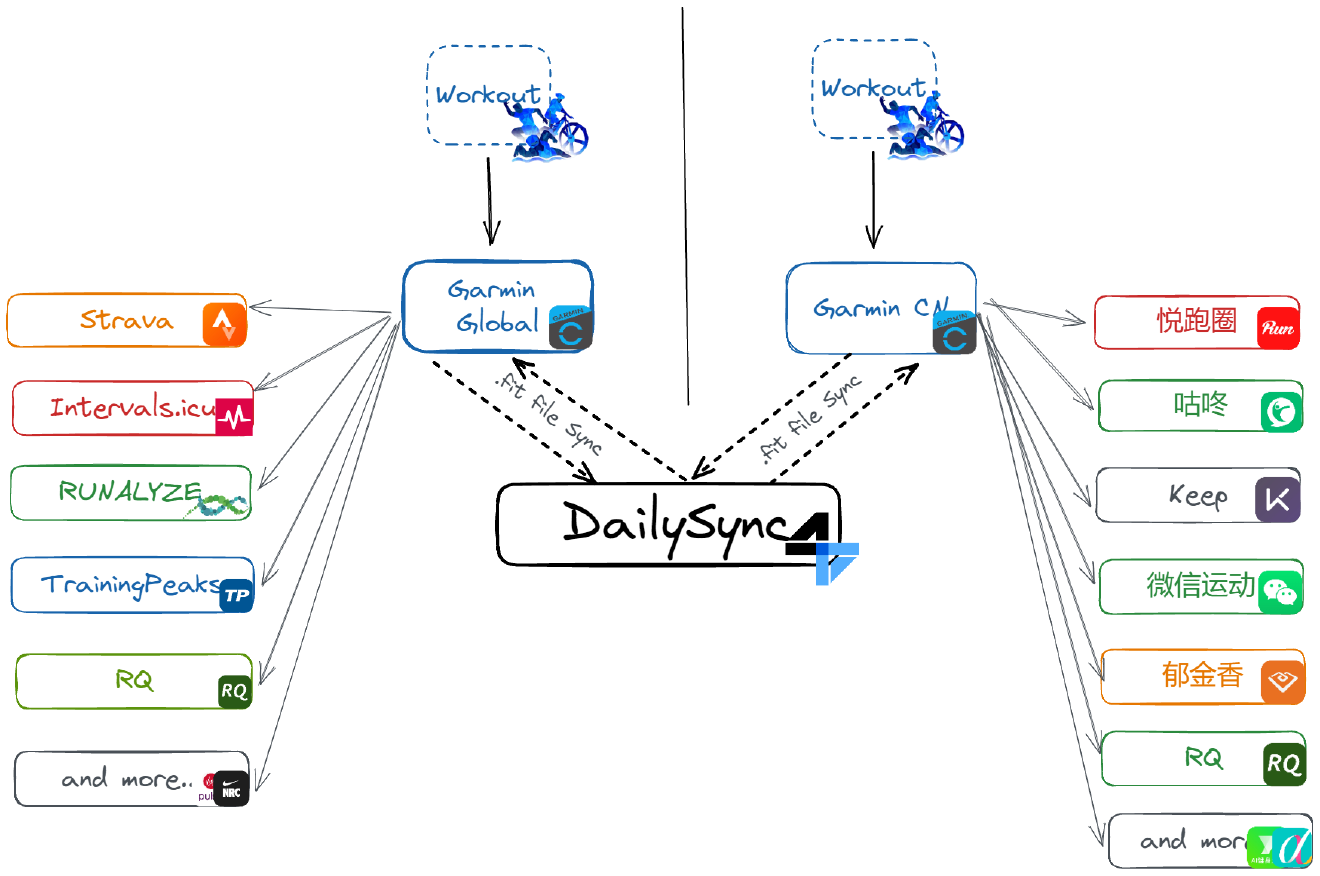 Workout
Workout
Garmin
Global
GARMIN
Garmin CN
GARMIN
Strava
Intervals.icu
RUNALYZE
TrainingPeaks
TP
RQ
RQ
and more..
NRC
.fit file Sync
.fit file Sync
DailySync
悦跑圈
Run
咕咚
Keep
微信运动
郁金香
RQ
RQ
and mor